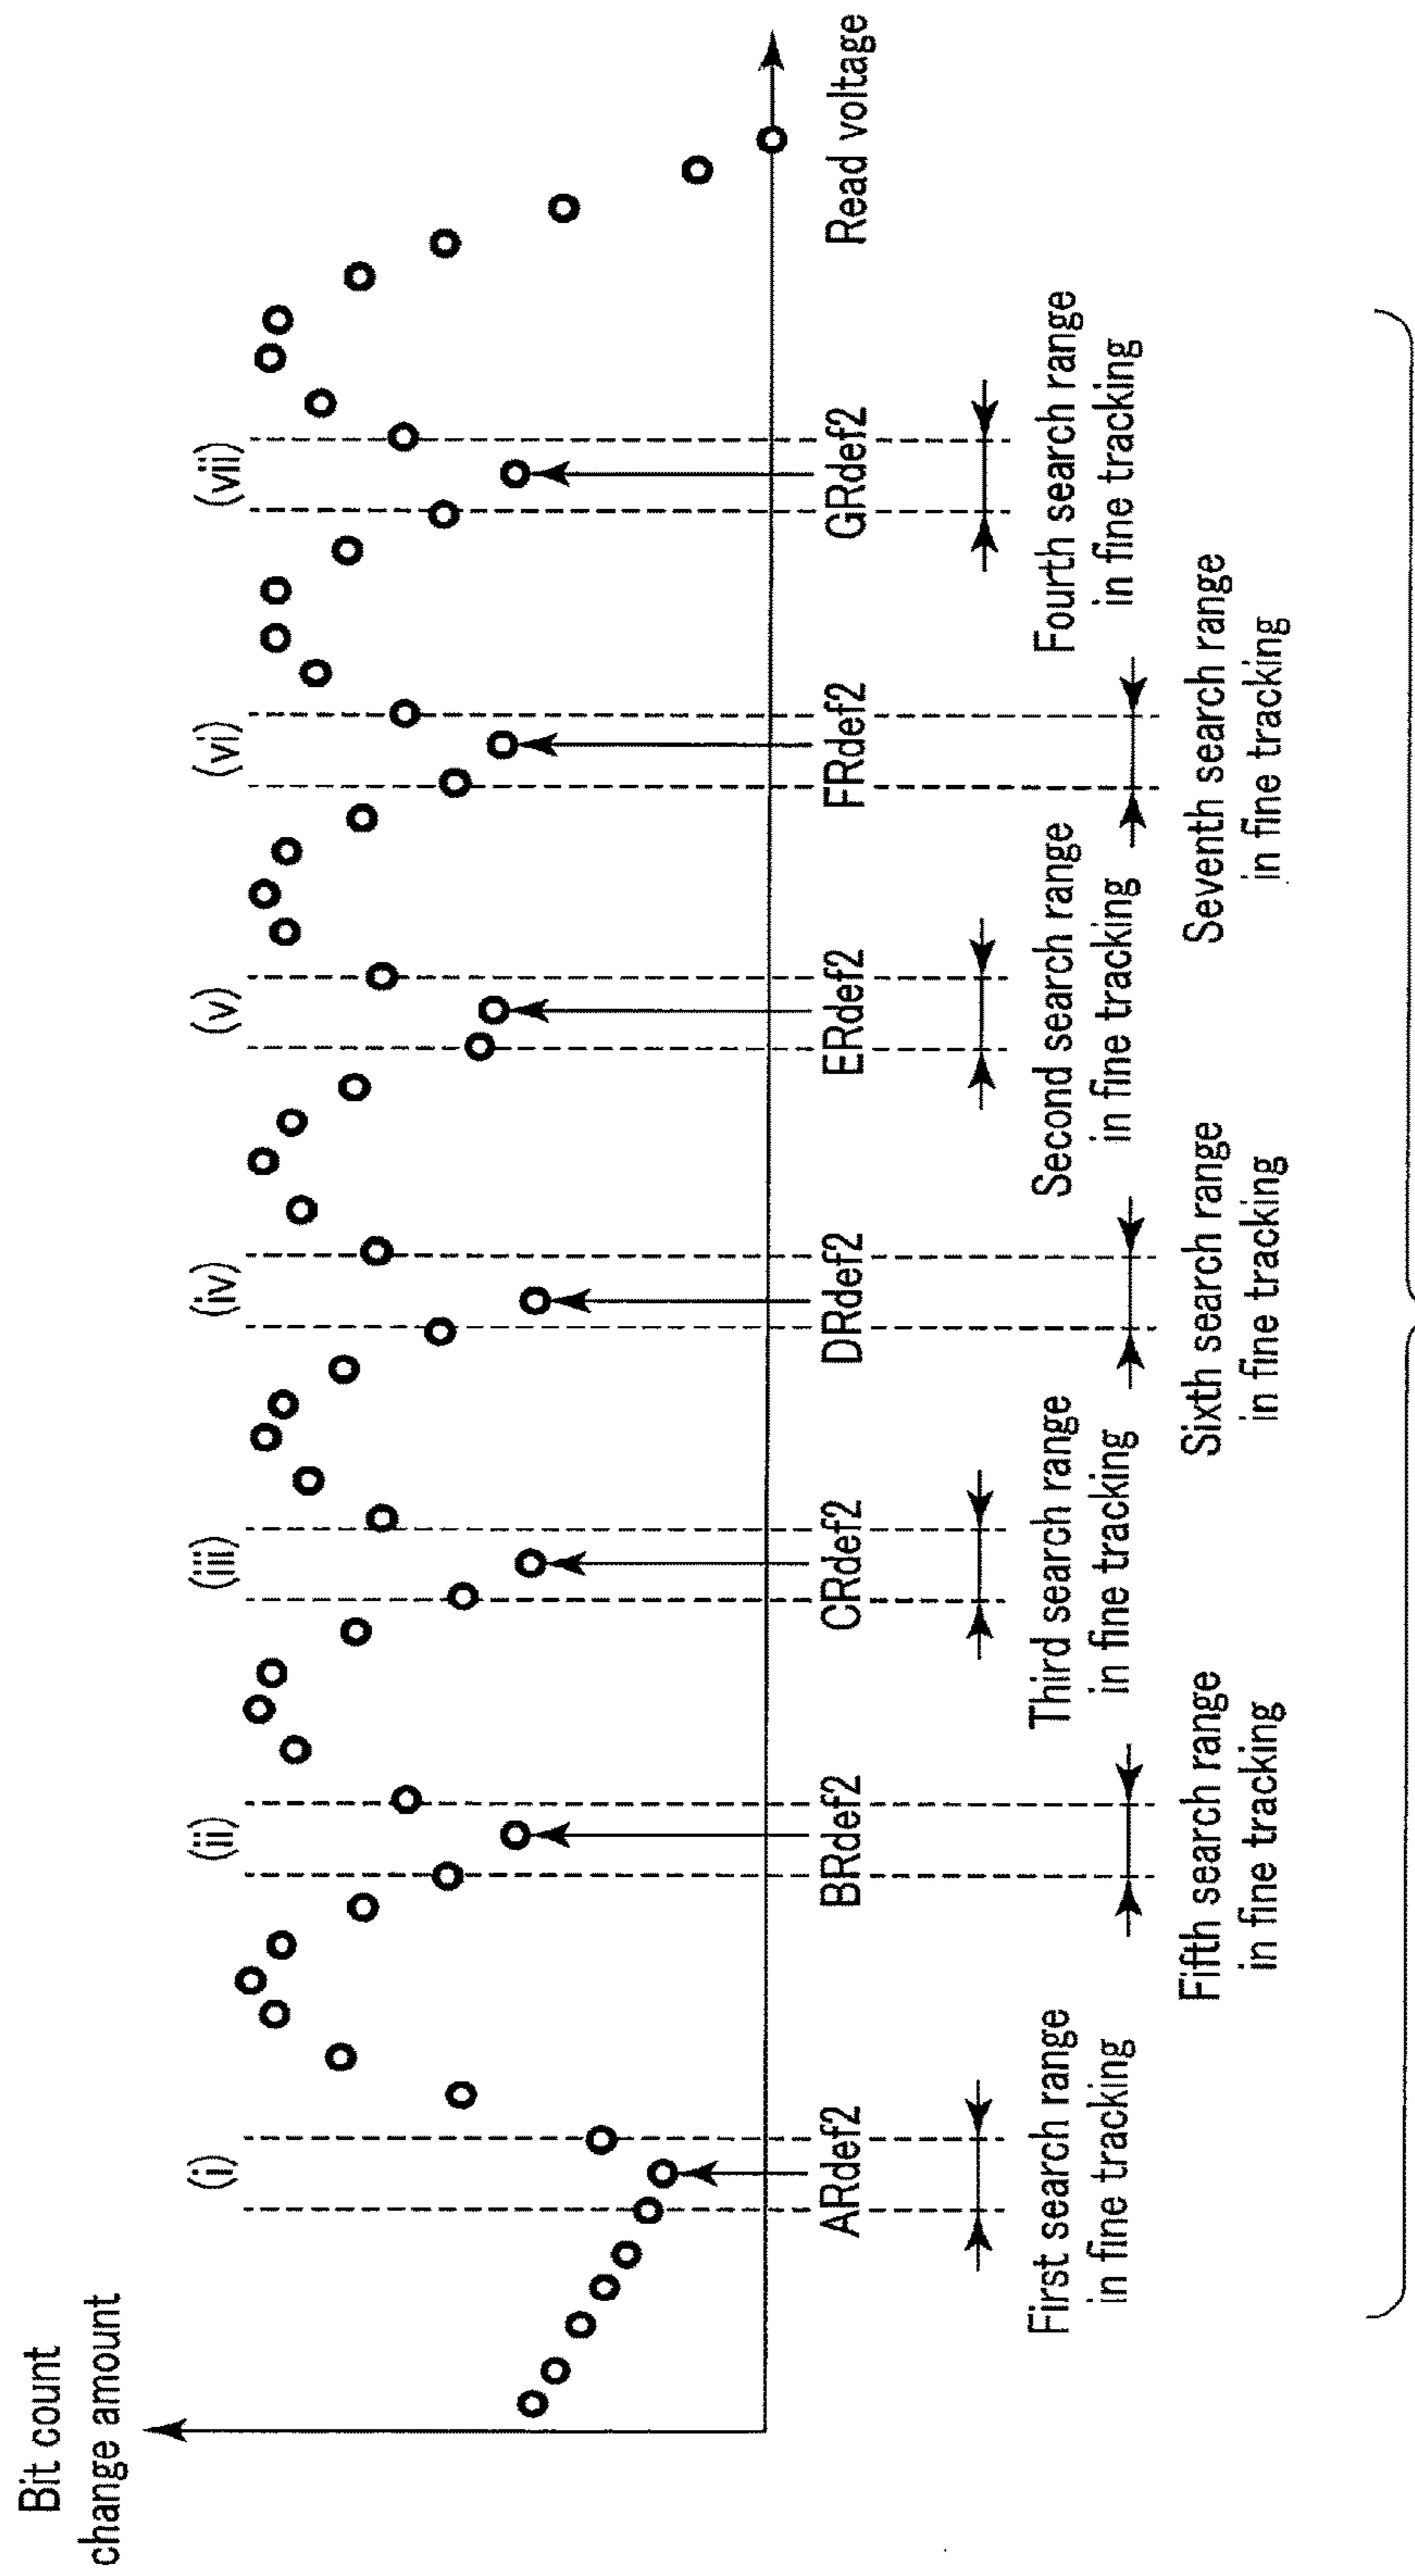 Bit count
change amount
(i)
(ii)
(iii)
(iv)
(v)
(vi)
(vii)
Read voltage
ARdef2
BRdef2
CRdef2
DRdef2
ERdef2
FRdef2
GRdef2
First search range
in fine tracking
Third search range
in fine tracking
Second search range
in fine tracking
Fourth search range
in fine tracking
Fifth search range
in fine tracking
Sixth search range
in fine tracking
Seventh search range
in fine tracking